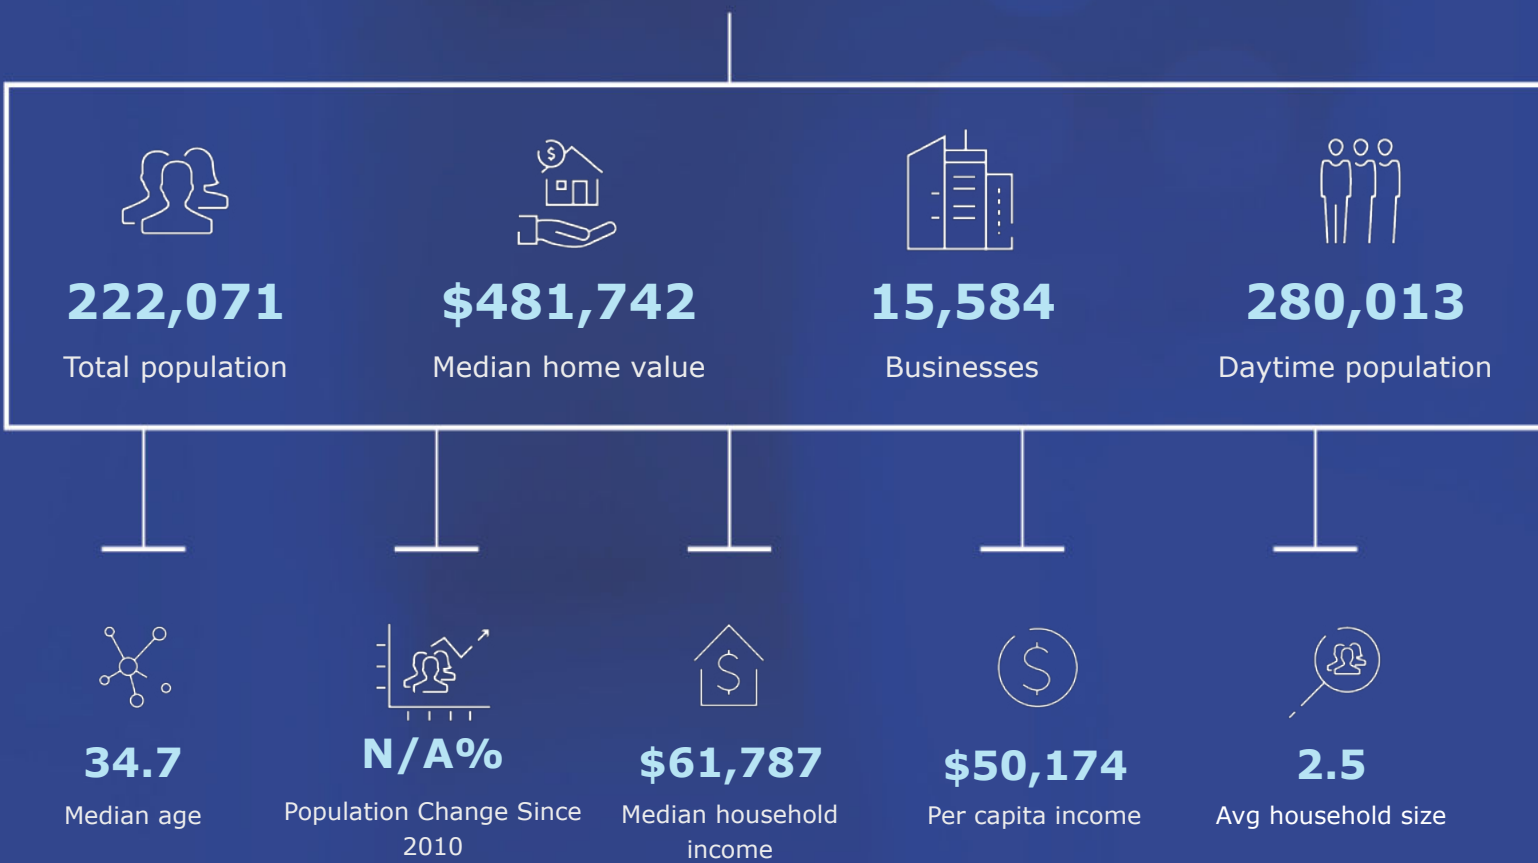 222,071
Total population
$481,742
Median home value
15,584
Businesses
280,013
Daytime population
34.7
Median age
N/A%
Population Change Since
2010
$61,787
Median household
income
$50,174
Per capita income
2.5
Avg household size